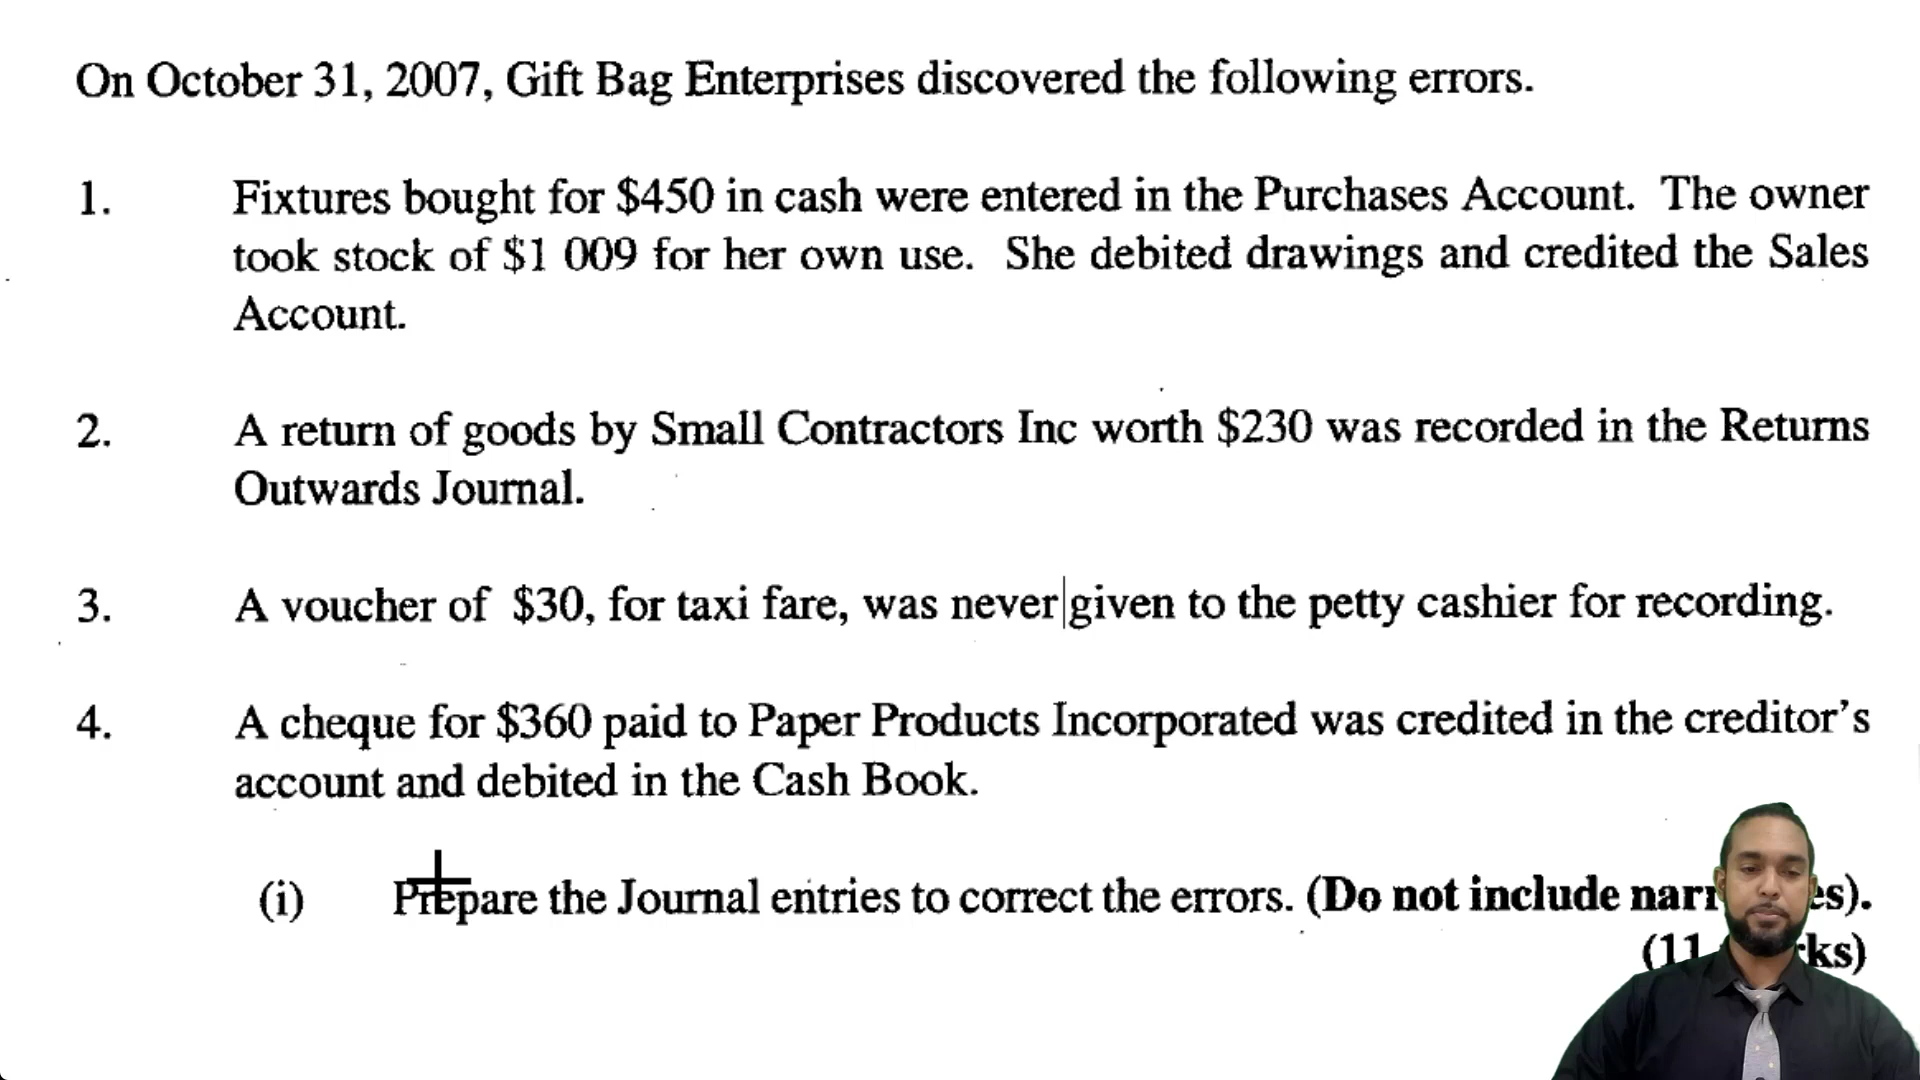 On October 31, 2007, Gift Bag Enterprises discovered the following errors.
1. Fixtures bought for $450 in cash were entered in the Purchases Account. The owner
took stock of $1 009 for her own use. She debited drawings and credited the Sales
Account.
2. A return of goods by Small Contractors Inc worth $230 was recorded in the Returns
Outwards Journal.
3. A voucher of $30, for taxi fare, was never given to the petty cashier for recording.
4. A cheque for $360 paid to Paper Products Incorporated was credited in the creditor's
account and debited in the Cash Book.
(i) Prepare the Journal entries to correct the errors. (Do not include
(11